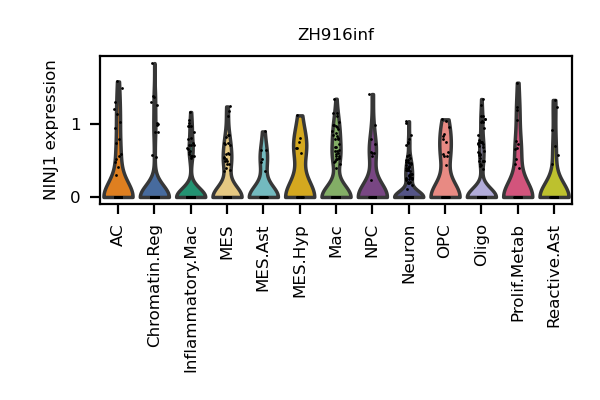 ZH916inf
NINJ1 expression
1
0
AC
Chromatin.Reg
Inflammatory.Mac
MES
MES.Ast
MES.Hyp
Mac
NPC
Neuron
OPC
Oligo
Prolif.Metab
Reactive.Ast